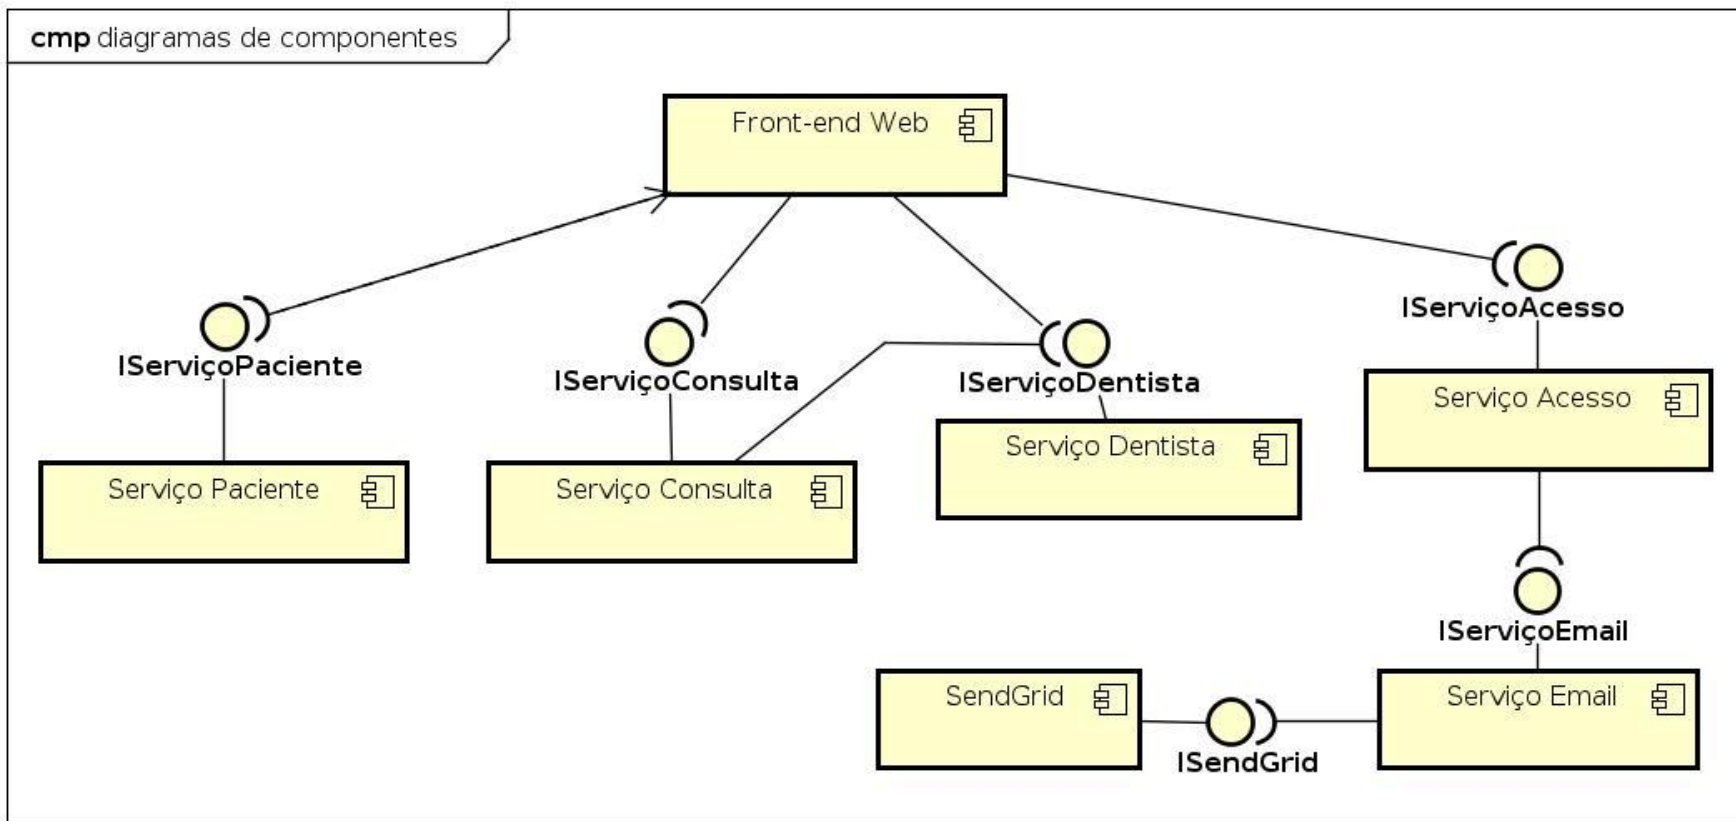 cmp diagramas de componentes
Front-end Web
IServiçoAcesso
IServiçoPaciente
IServiçoConsulta
IServiçoDentista
Serviço Acesso
Serviço Dentista
Serviço Paciente
Serviço Consulta
IServiçoEmail
SendGrid
Serviço Email
ISendGrid